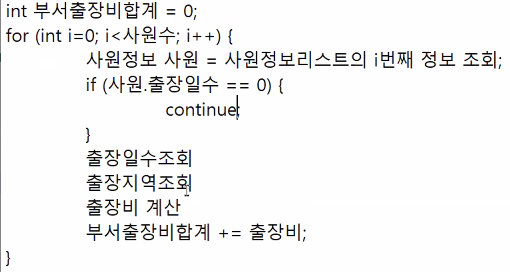 int 부서출장비합계 = 0;
for (int i=0; i<사원수; i++) {
사원정보 사원 = 사원정보리스트의 i번째 정보 조회;
if (사원.출장일수 == 0) {
continue;
}
출장일수조회
출장지역조회
출장비 계산
부서출장비합계 += 출장비;
}